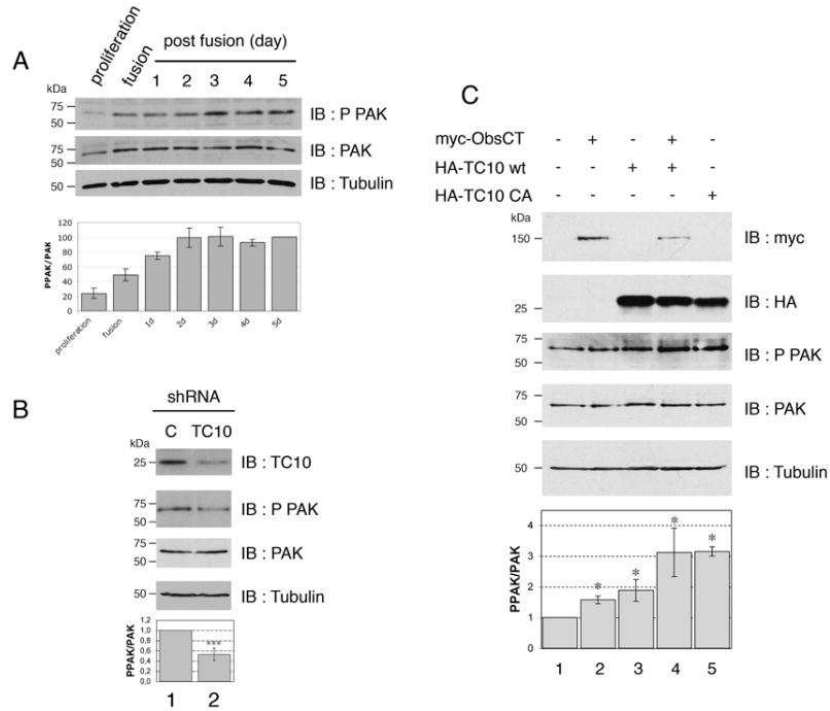 A
proliferation
fusion
post fusion (day)
1 2 3 4 5
kDa
75
50
IB : P PAK
75
50
IB : PAK
50
IB : Tubulin
PPAK/PAK
120
100
80
60
40
20
0
proliferation fusion 1d 2d 3d 4d 5d
B
shRNA
C TC10
kDa
25
IB : TC10
75
50
IB : P PAK
75
50
IB : PAK
50
IB : Tubulin
PPAK/PAK
1,2
1,0
0,8
0,6
0,4
0,2
0,0
***
1 2
C
myc-ObsCT - + - + -
HA-TC10 wt - - + + -
HA-TC10 CA - - - - +
kDa
150
IB : myc
25
IB : HA
75
50
IB : P PAK
75
50
IB : PAK
50
IB : Tubulin
PPAK/PAK
4
3
2
1
0
* * * *
1 2 3 4 5